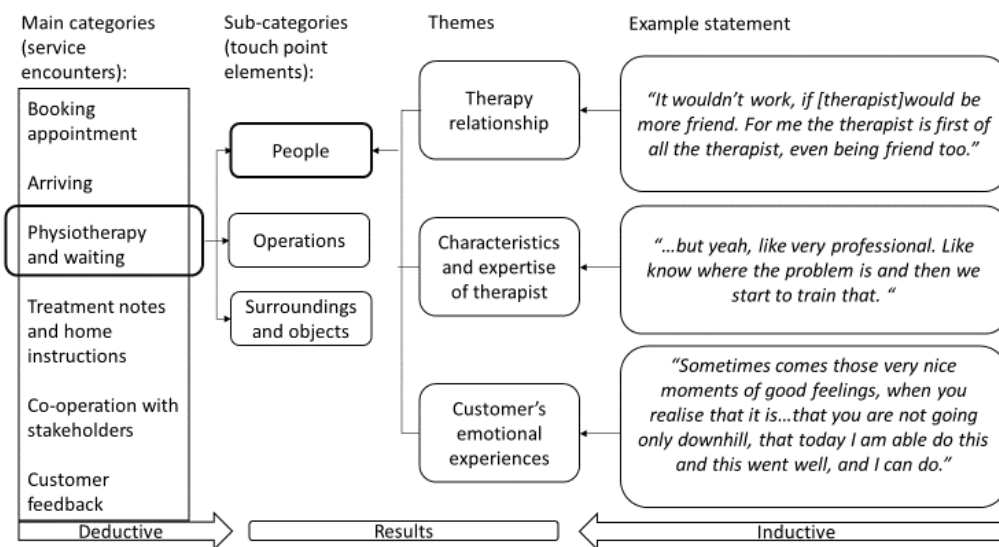 Main categories
(service
encounters):
Booking
appointment
Arriving
Physiotherapy
and waiting
Treatment notes
and home
instructions
Co-operation with
stakeholders
Customer
feedback
Sub-categories
(touch point
elements):
People
Operations
Surroundings
and objects
Themes
Therapy
relationship
Characteristics
and expertise
of therapist
Customer’s
emotional
experiences
Example statement
“It wouldn’t work, if [therapist]would be
more friend. For me the therapist is first of
all the therapist, even being friend too.”
“...but yeah, like very professional. Like
know where the problem is and then we
start to train that. “
“Sometimes comes those very nice
moments of good feelings, when you
realise that it is...that you are not going
only downhill, that today I am able do this
and this went well, and I can do.”
Deductive
Results
Inductive